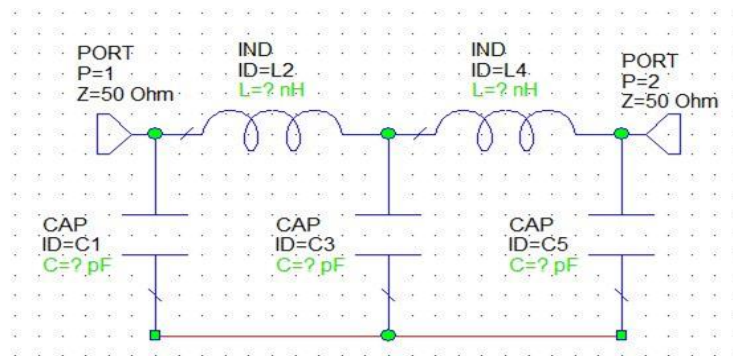 PORT
P=1
Z=50 Ohm
IND
ID=L2
L=? nH
IND
ID=L4
L=? nH
PORT
P=2
Z=50 Ohm
CAP
ID=C1
C=? pF
CAP
ID=C3
C=? pF
CAP
ID=C5
C=? pF